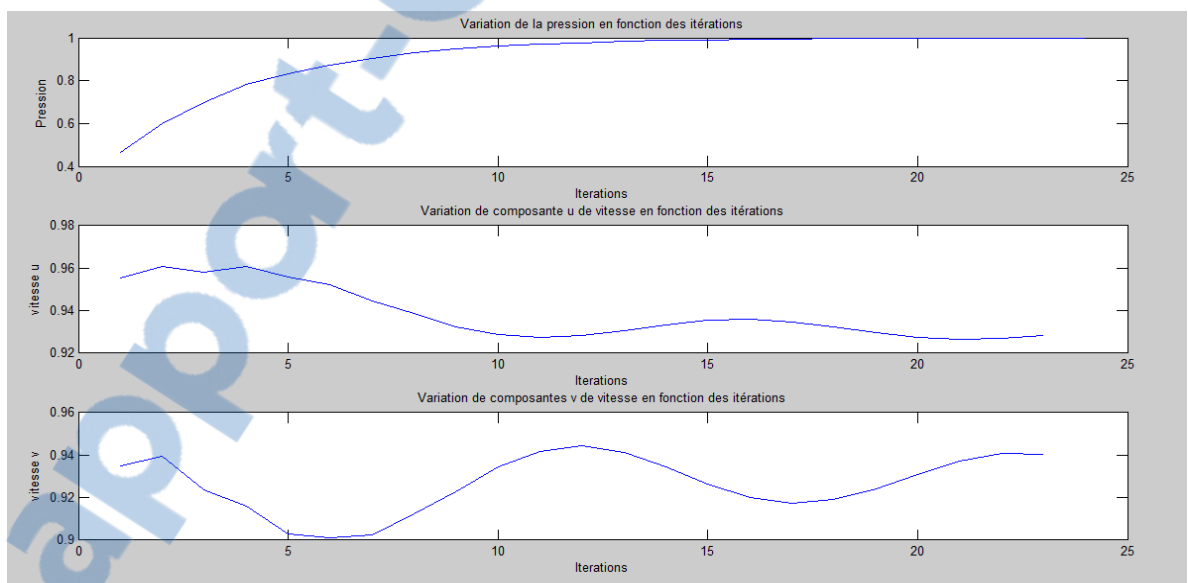 Variation de la pression en fonction des itérations
Pression
1
0.8
0.6
0.4
0 5 10 15 20 25
Iterations
Variation de composante u de vitesse en fonction des itérations
vitesse u
0.98
0.96
0.94
0.92
0 5 10 15 20 25
Iterations
Variation de composantes v de vitesse en fonction des itérations
vitesse v
0.96
0.94
0.92
0.9
0 5 10 15 20 25
Iterations
apport-